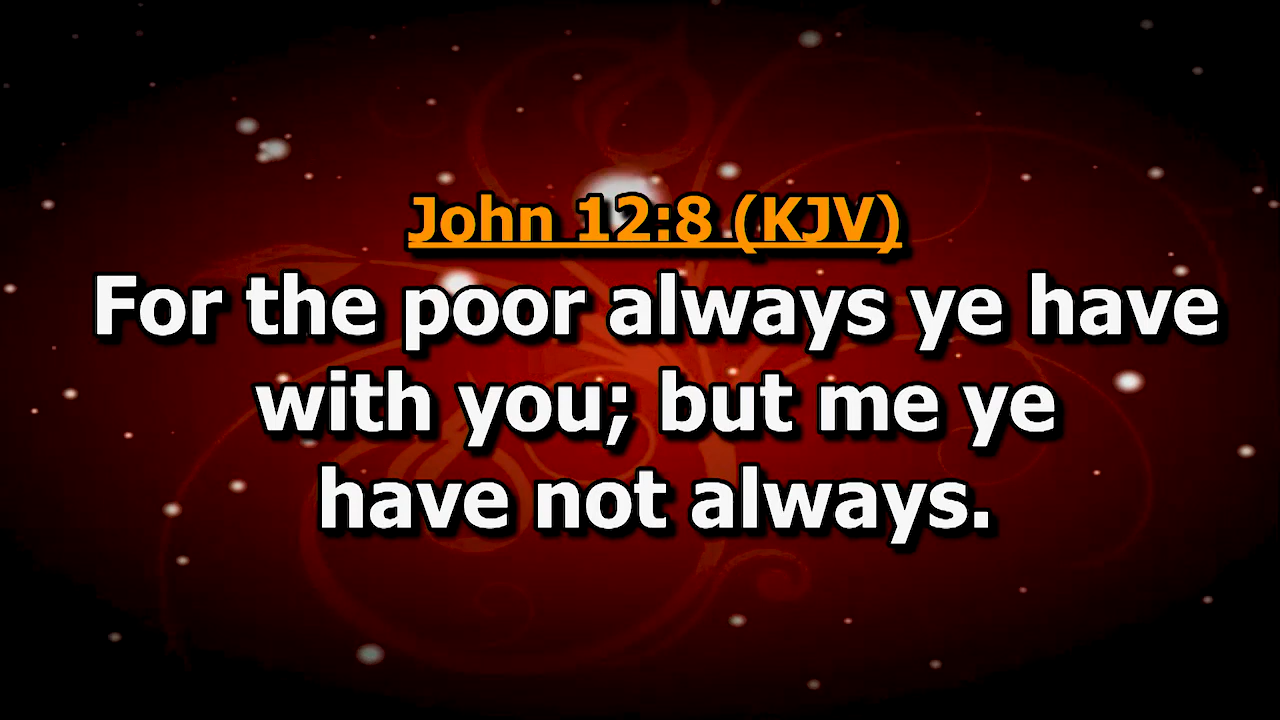 John 12:8 (KJV)
For the poor always ye have
with you; but me ye
have not always.